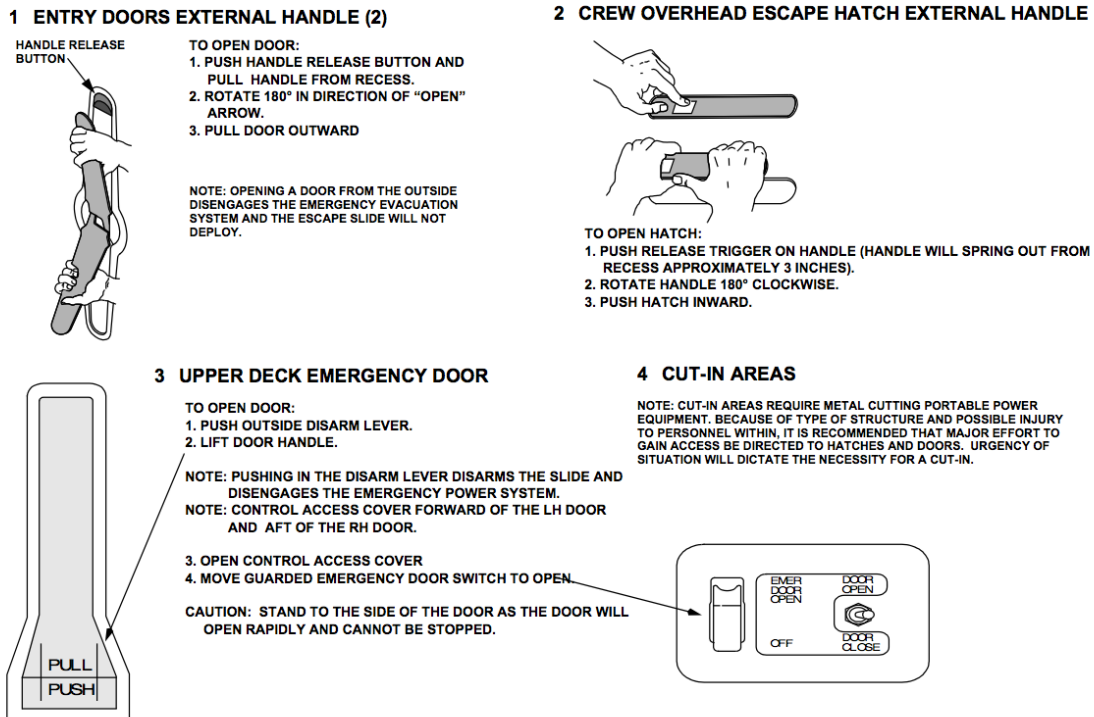 1 ENTRY DOORS EXTERNAL HANDLE (2)
HANDLE RELEASE
BUTTON
TO OPEN DOOR:
1. PUSH HANDLE RELEASE BUTTON AND
PULL HANDLE FROM RECESS.
2. ROTATE 180° IN DIRECTION OF “OPEN”
ARROW.
3. PULL DOOR OUTWARD
NOTE: OPENING A DOOR FROM THE OUTSIDE
DISENGAGES THE EMERGENCY EVACUATION
SYSTEM AND THE ESCAPE SLIDE WILL NOT
DEPLOY.
2 CREW OVERHEAD ESCAPE HATCH EXTERNAL HANDLE
TO OPEN HATCH:
1. PUSH RELEASE TRIGGER ON HANDLE (HANDLE WILL SPRING OUT FROM
RECESS APPROXIMATELY 3 INCHES).
2. ROTATE HANDLE 180° CLOCKWISE.
3. PUSH HATCH INWARD.
3 UPPER DECK EMERGENCY DOOR
TO OPEN DOOR:
1. PUSH OUTSIDE DISARM LEVER.
2. LIFT DOOR HANDLE.
NOTE: PUSHING IN THE DISARM LEVER DISARMS THE SLIDE AND
DISENGAGES THE EMERGENCY POWER SYSTEM.
NOTE: CONTROL ACCESS COVER FORWARD OF THE LH DOOR
AND AFT OF THE RH DOOR.
3. OPEN CONTROL ACCESS COVER
4. MOVE GUARDED EMERGENCY DOOR SWITCH TO OPEN.
CAUTION: STAND TO THE SIDE OF THE DOOR AS THE DOOR WILL
OPEN RAPIDLY AND CANNOT BE STOPPED.
PULL
PUSH
4 CUT-IN AREAS
NOTE: CUT-IN AREAS REQUIRE METAL CUTTING PORTABLE POWER
EQUIPMENT. BECAUSE OF TYPE OF STRUCTURE AND POSSIBLE INJURY
TO PERSONNEL WITHIN, IT IS RECOMMENDED THAT MAJOR EFFORT TO
GAIN ACCESS BE DIRECTED TO HATCHES AND DOORS. URGENCY OF
SITUATION WILL DICTATE THE NECESSITY FOR A CUT-IN.
EMER
DOOR
OPEN
OFF
DOOR
OPEN
DOOR
CLOSE